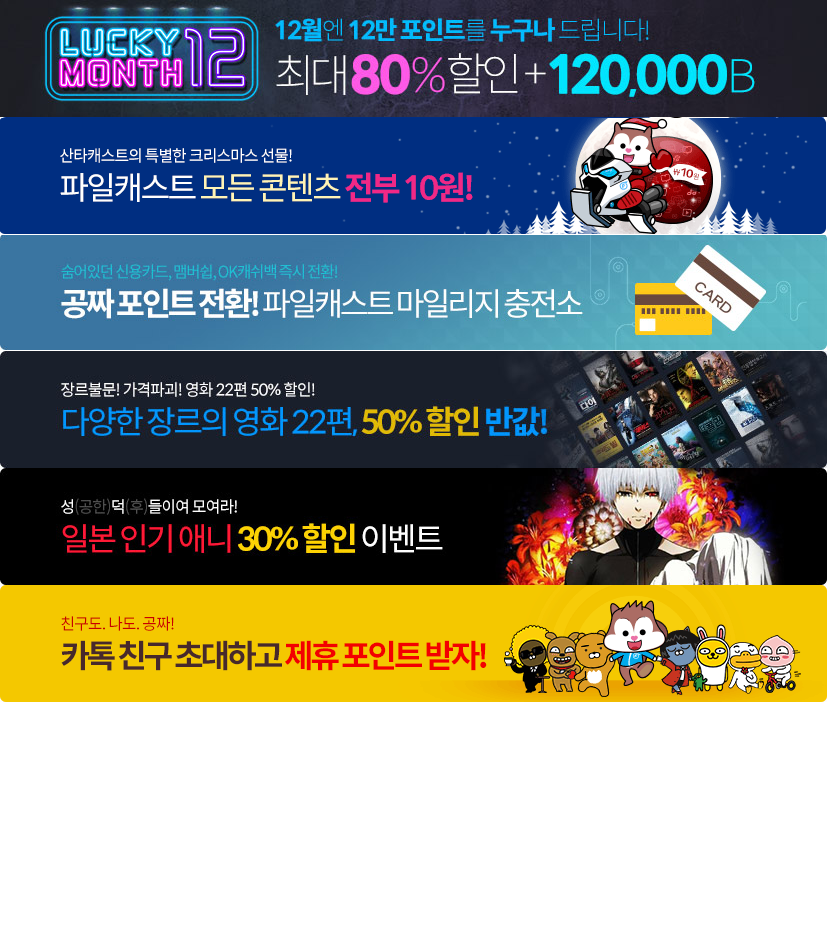 LUCKY
MONTH 12
12월엔 12만 포인트를 누구나 드립니다!
최대 80% 할인 + 120,000B
산타캐스트의 특별한 크리스마스 선물!
파일캐스트 모든 콘텐츠 전부 10원!
₩10원
숨어있던 신용카드, 멤버쉽, OK캐쉬백 즉시 전환!
공짜 포인트 전환! 파일캐스트 마일리지 충전소
CARD
장르불문! 가격파괴! 영화 22편 50% 할인!
다양한 장르의 영화 22편, 50% 할인 반값!
성(공한)덕(후)들이여 모여라!
일본 인기 애니 30% 할인 이벤트
친구도. 나도. 공짜!
카톡 친구 초대하고 제휴 포인트 받자!